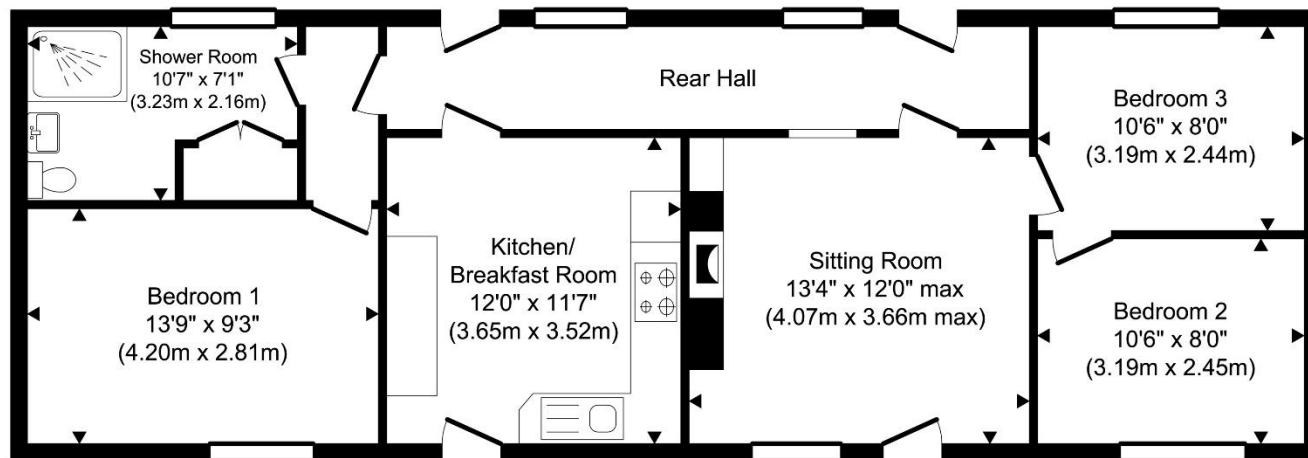 Shower Room
10'7" x 7'1"
(3.23m x 2.16m)
Rear Hall
Bedroom 3
10'6" x 8'0"
(3.19m x 2.44m)
Bedroom 1
13'9" x 9'3"
(4.20m x 2.81m)
Kitchen/
Breakfast Room
12'0" x 11'7"
(3.65m x 3.52m)
Sitting Room
13'4" x 12'0" max
(4.07m x 3.66m max)
Bedroom 2
10'6" x 8'0"
(3.19m x 2.45m)